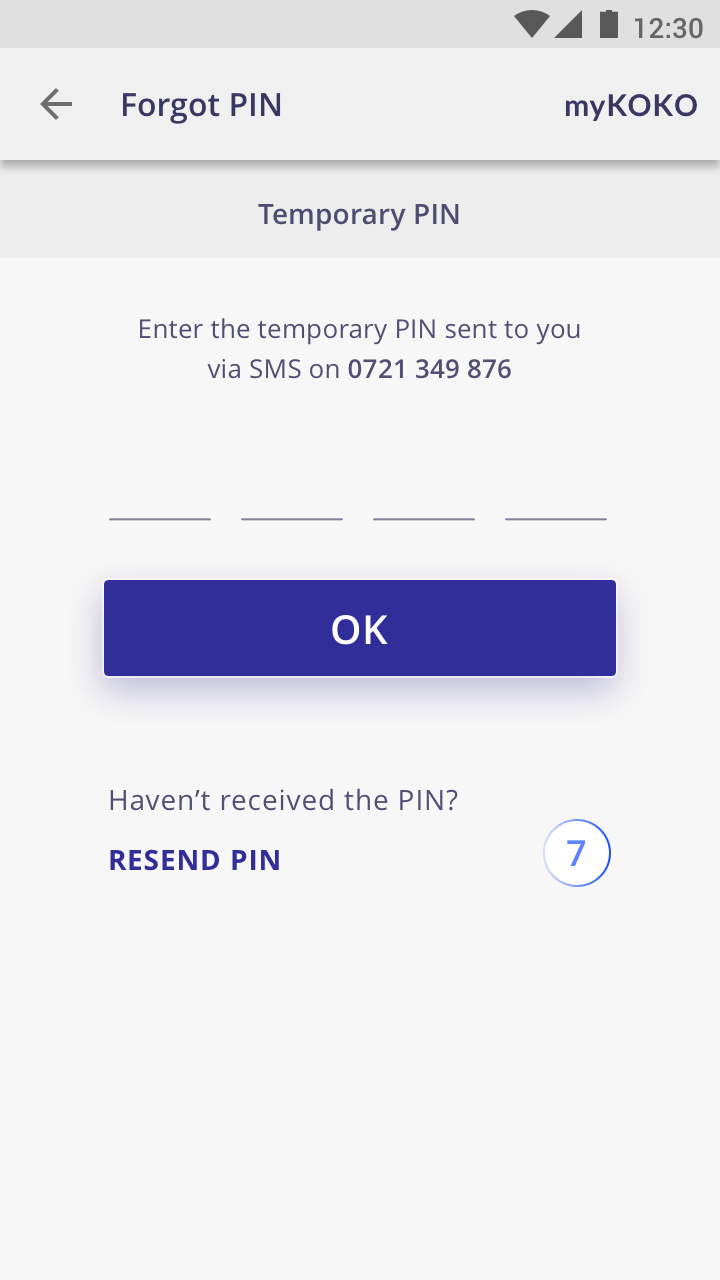 12:30
Forgot PIN
myKOKO
Temporary PIN
Enter the temporary PIN sent to you
via SMS on 0721 349 876
OK
Haven’t received the PIN?
RESEND PIN
7